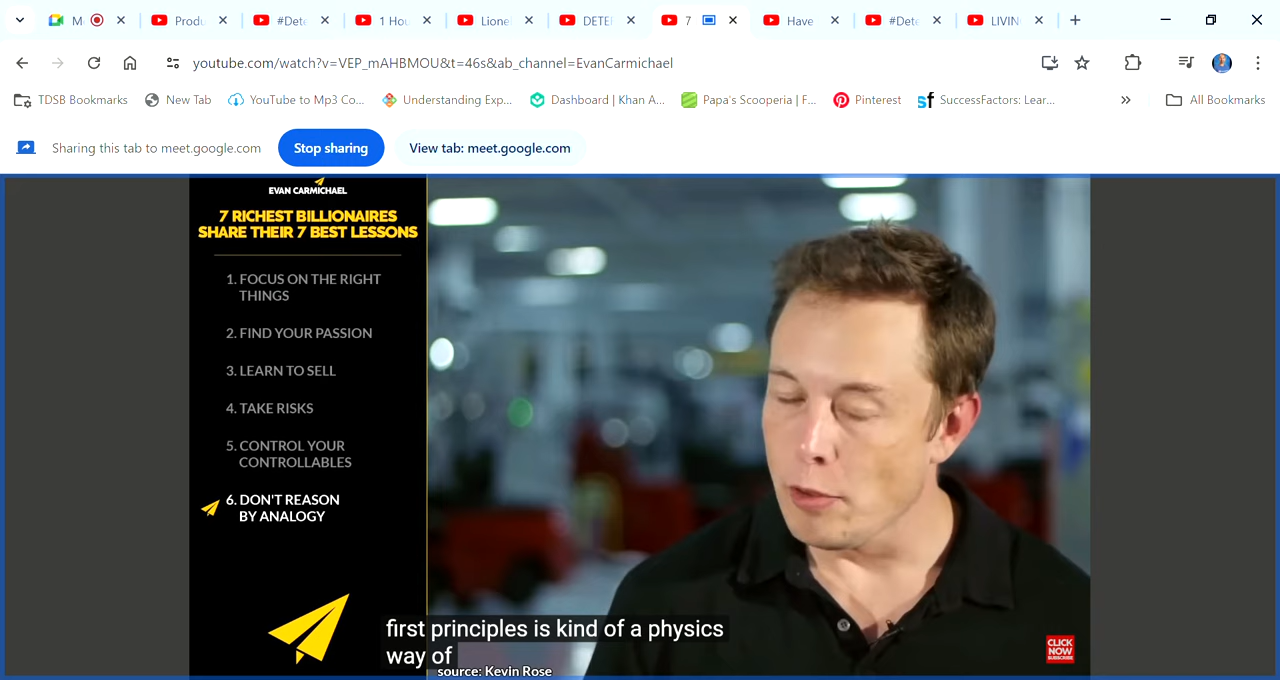 M
Produ
#Dete
1 Hou
Lione
DETE
7
Have
#Dete
LIVIN
youtube.com/watch?v=VEP_mAHBMOU&t=46s&ab_channel=EvanCarmichael
TDSB Bookmarks
New Tab
YouTube to Mp3 Co...
Understanding Exp...
Dashboard | Khan A...
Papa's Scooperia | F...
Pinterest
sf
SuccessFactors: Lear...
»
All Bookmarks
Sharing this tab to meet.google.com
Stop sharing
View tab: meet.google.com
EVAN CARMICHAEL
7 RICHEST BILLIONAIRES
SHARE THEIR 7 BEST LESSONS
1. FOCUS ON THE RIGHT
THINGS
2. FIND YOUR PASSION
3. LEARN TO SELL
4. TAKE RISKS
5. CONTROL YOUR
CONTROLLABLES
6. DON'T REASON
BY ANALOGY
first principles is kind of a physics
way of
source: Kevin Rose
CLICK
NOW
SUBSCRIBE